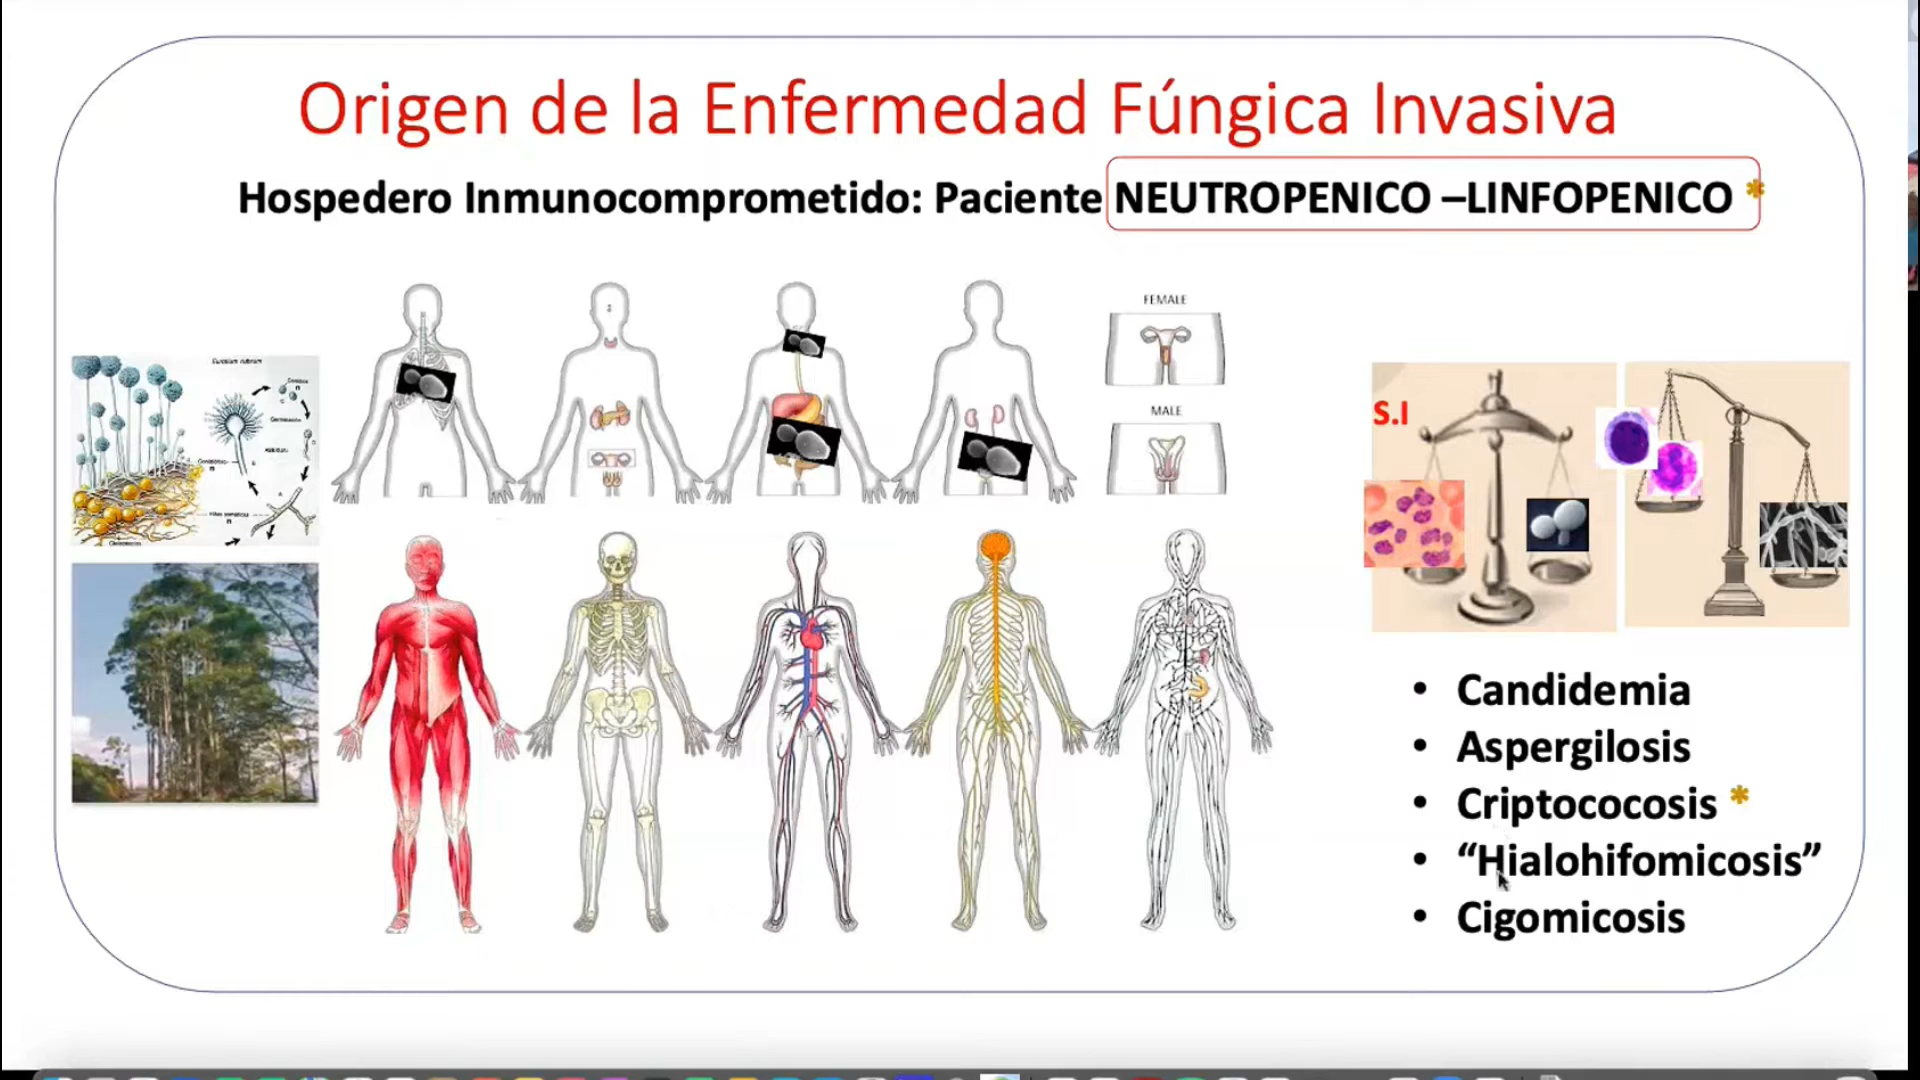 Origen de la Enfermedad Fúngica Invasiva
Hospedero Inmunocomprometido: Paciente NEUTROPENICO –LINFOPENICO *
FEMALE
MALE
S.I
• Candidemia
• Aspergilosis
• Criptococosis *
• “Hialohifomicosis”
• Cigomicosis